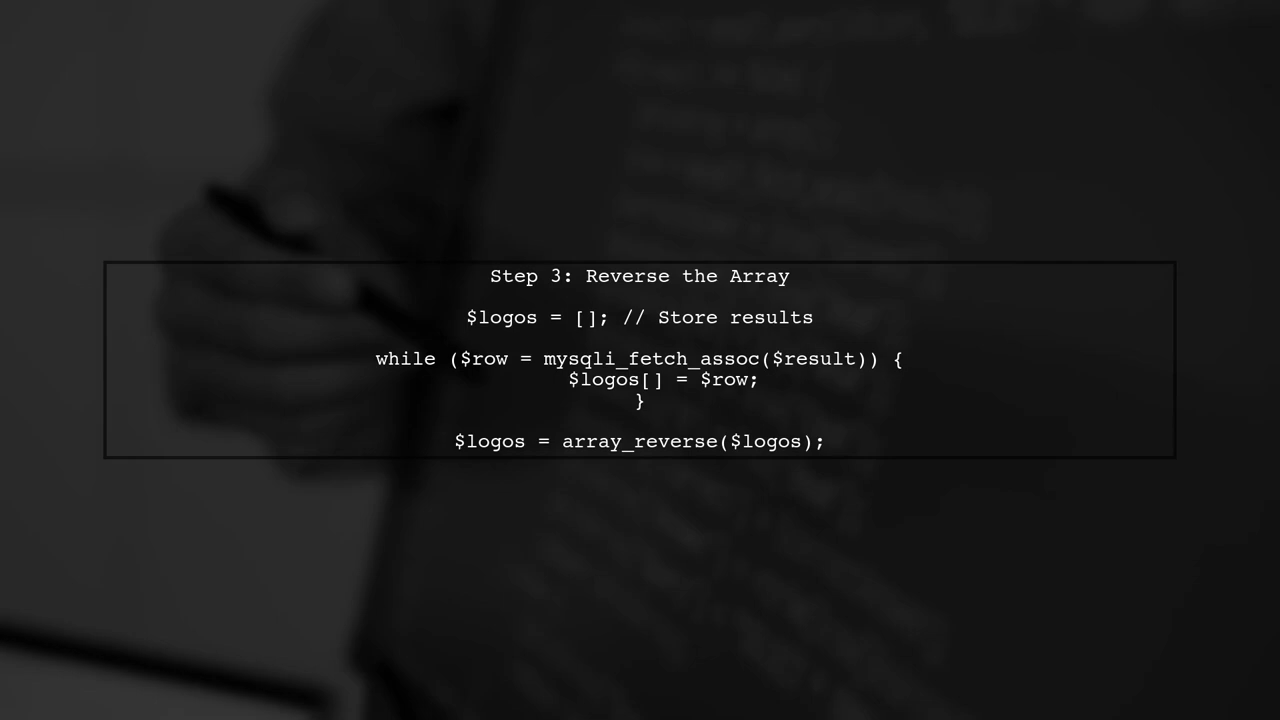 Step 3: Reverse the Array
$logos = []; // Store results
while ($row = mysqli_fetch_assoc($result)) {
$logos[] = $row;
}
$logos = array_reverse($logos);